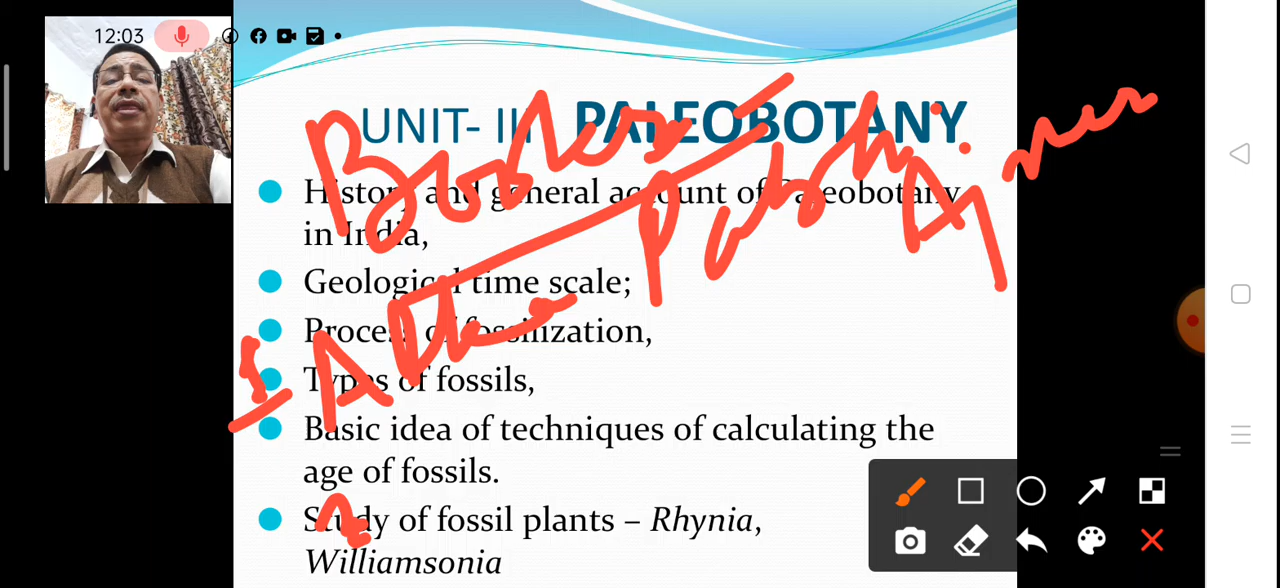 12:03
UNIT- III PALEOBOTANY
History and general account of Paleobotany
in India,
Geological time scale;
Process of fossilization,
Types of fossils,
Basic idea of techniques of calculating the
age of fossils.
Study of fossil plants – Rhynia,
Williamsonia